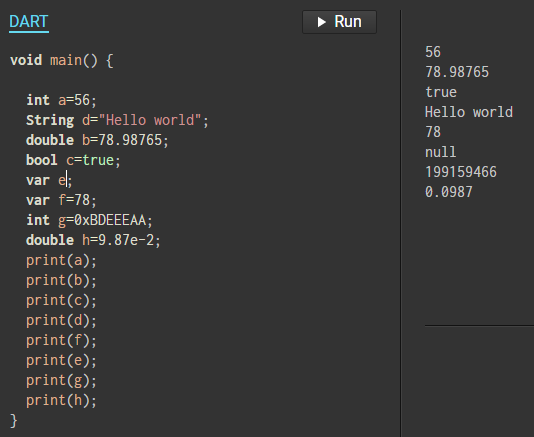 DART
Run
void main() {
int a=56;
String d="Hello world";
double b=78.98765;
bool c=true;
var e;
var f=78;
int g=0xBDEEEAA;
double h=9.87e-2;
print(a);
print(b);
print(c);
print(d);
print(f);
print(e);
print(g);
print(h);
}
56
78.98765
true
Hello world
78
null
199159466
0.0987